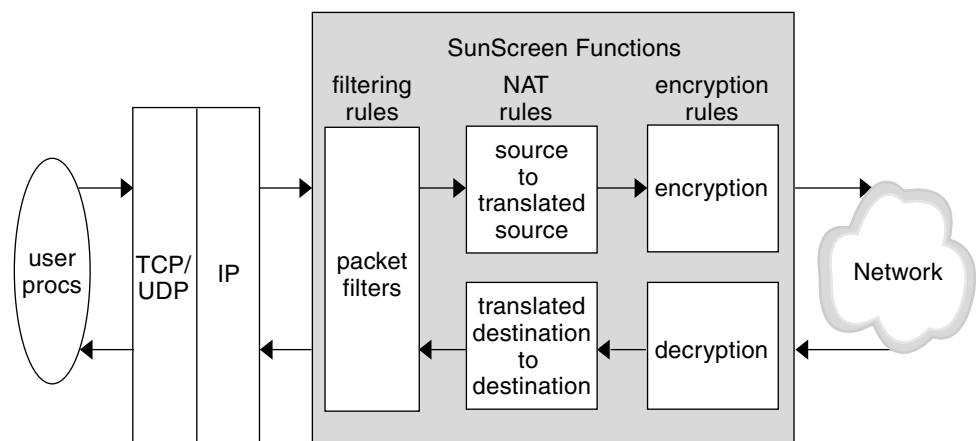 SunScreen Functions
filtering
rules
NAT
rules
encryption
rules
user
procs
TCP/
UDP
IP
packet
filters
source
to
translated
source
encryption
translated
destination
to
destination
decryption
Network